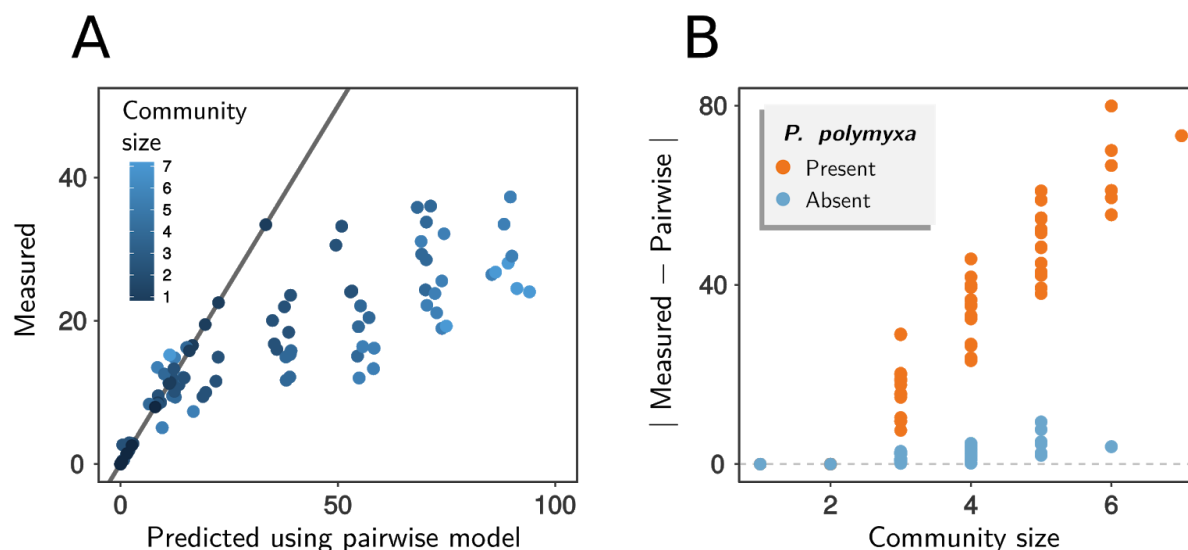 A
Community
size
7
6
5
4
3
2
1
40
20
0
Measured
0 50 100
Predicted using pairwise model
B
P. polymyxa
Present
Absent
80
40
0
| Measured — Pairwise |
2 4 6
Community size